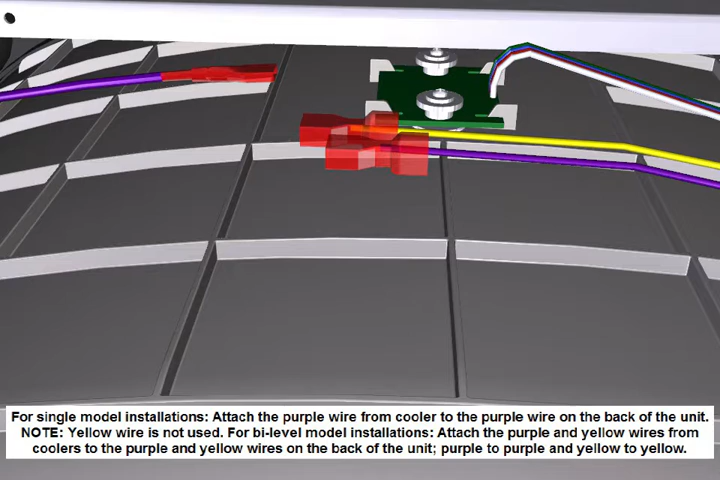 For single model installations: Attach the purple wire from cooler to the purple wire on the back of the unit.
NOTE: Yellow wire is not used. For bi-level model installations: Attach the purple and yellow wires from
coolers to the purple and yellow wires on the back of the unit; purple to purple and yellow to yellow.